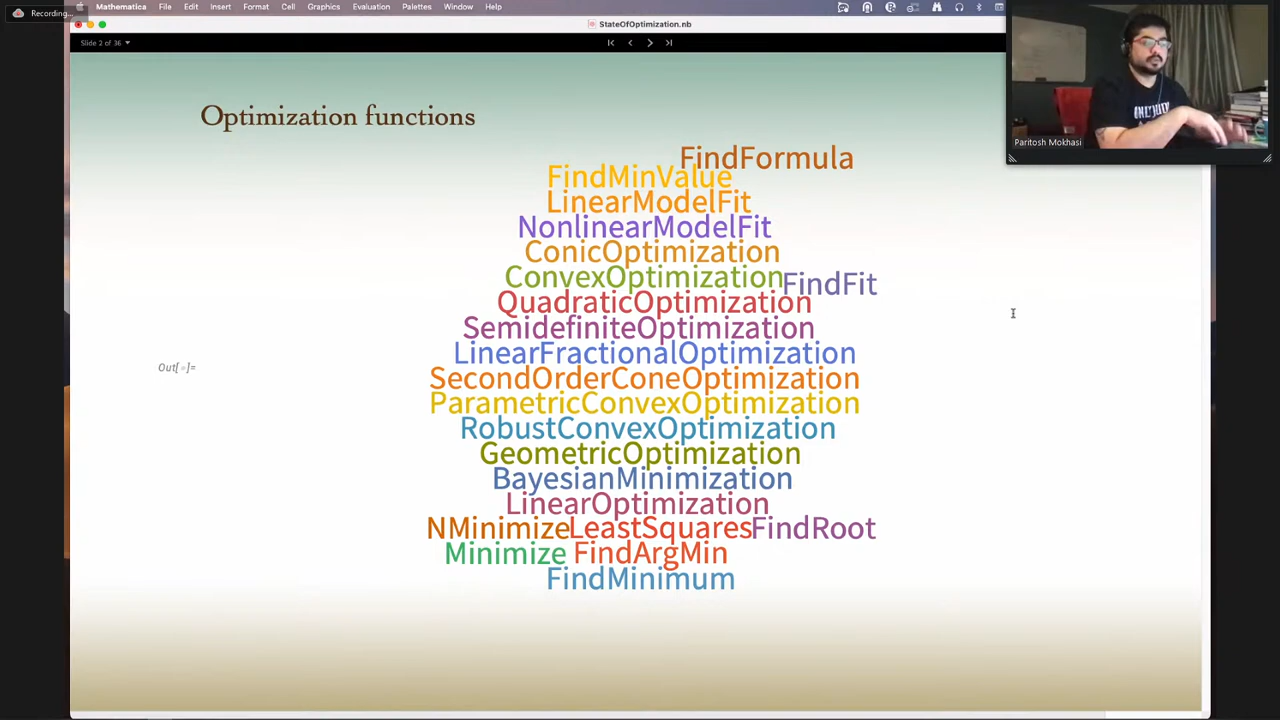 Recording...
Mathematica File Edit Insert Format Cell Graphics Evaluation Palettes Window Help
StateOfOptimization.nb
Slide 2 of 36
Paritosh Mokhasi
Optimization functions
FindFormula
FindMinValue
LinearModelFit
NonlinearModelFit
ConicOptimization
ConvexOptimization FindFit
QuadraticOptimization
SemidefiniteOptimization
LinearFractionalOptimization
Out[ ]=
SecondOrderConeOptimization
ParametricConvexOptimization
RobustConvexOptimization
GeometricOptimization
BayesianMinimization
LinearOptimization
NMinimize LeastSquares FindRoot
Minimize FindArgMin
FindMinimum